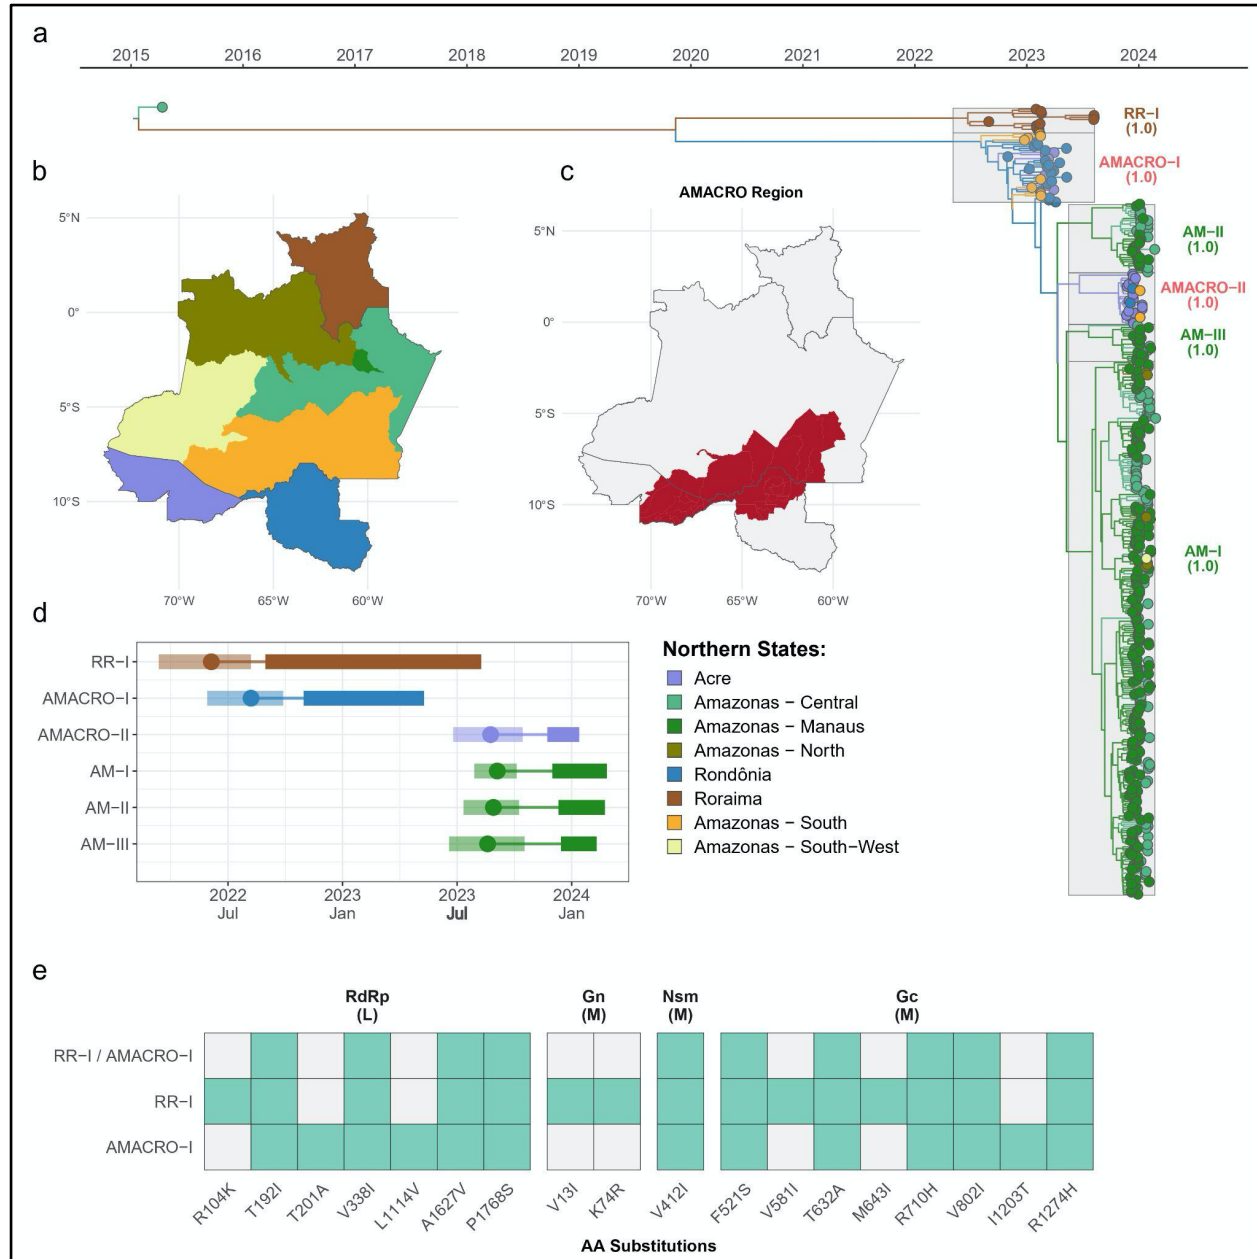 a
2015 2016 2017 2018 2019 2020 2021 2022 2023 2024
RR−I
(1.0)
AMACRO−I
(1.0)
AM−II
(1.0)
AMACRO−II
(1.0)
AM−III
(1.0)
AM−I
(1.0)
b
5°N
0°
5°S
10°S
70°W 65°W 60°W
c
AMACRO Region
5°N
0°
5°S
10°S
70°W 65°W 60°W
d
RR−I
AMACRO−I
AMACRO−II
AM−I
AM−II
AM−III
2022 2023 2023 2024
Jul Jan Jul Jan
Northern States:
Acre
Amazonas − Central
Amazonas − Manaus
Amazonas − North
Rondônia
Roraima
Amazonas − South
Amazonas − South−West
e
RdRp Gn Nsm Gc
(L) (M) (M) (M)
RR−I / AMACRO−I
RR−I
AMACRO−I
R104K T192I T201A V338I L1114V A1627V P1768S V13I K74R V412I F521S V581I T632A M643I R710H V802I I1203T R1274H
AA Substitutions